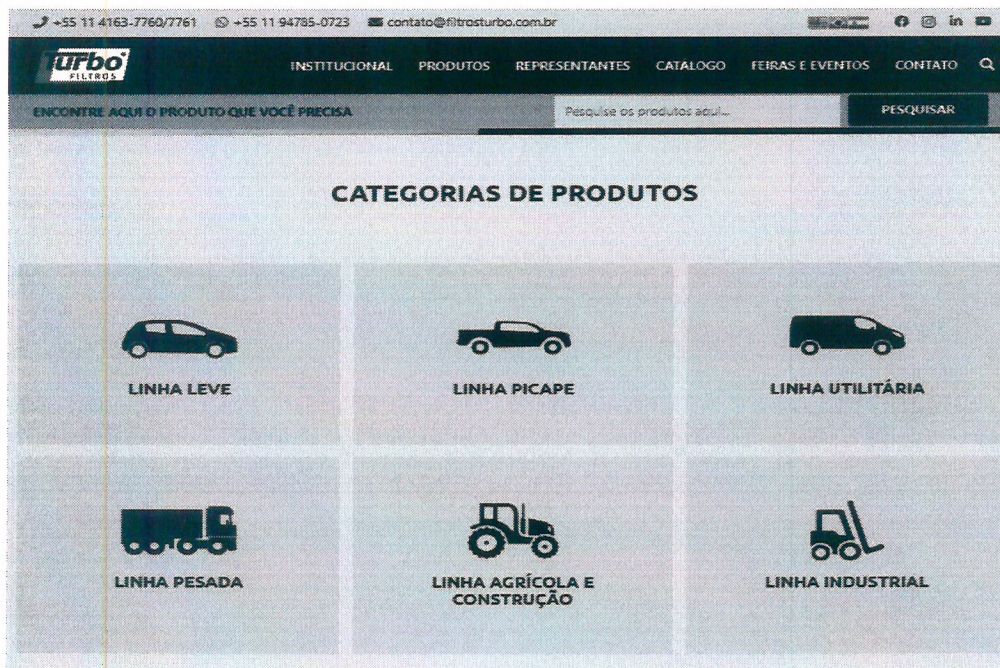 +55 11 4163-7760/7761 +55 11 94785-0723 contato@filtrosturbo.com.br
Turbo
FILTROS
INSTITUCIONAL PRODUTOS REPRESENTANTES CATÁLOGO FEIRAS E EVENTOS CONTATO
ENCONTRE AQUI O PRODUTO QUE VOCÊ PRECISA
Pesquise os produtos aqui...
PESQUISAR
CATEGORIAS DE PRODUTOS
LINHA LEVE
LINHA PICAPE
LINHA UTILITÁRIA
LINHA PESADA
LINHA AGRÍCOLA E
CONSTRUÇÃO
LINHA INDUSTRIAL